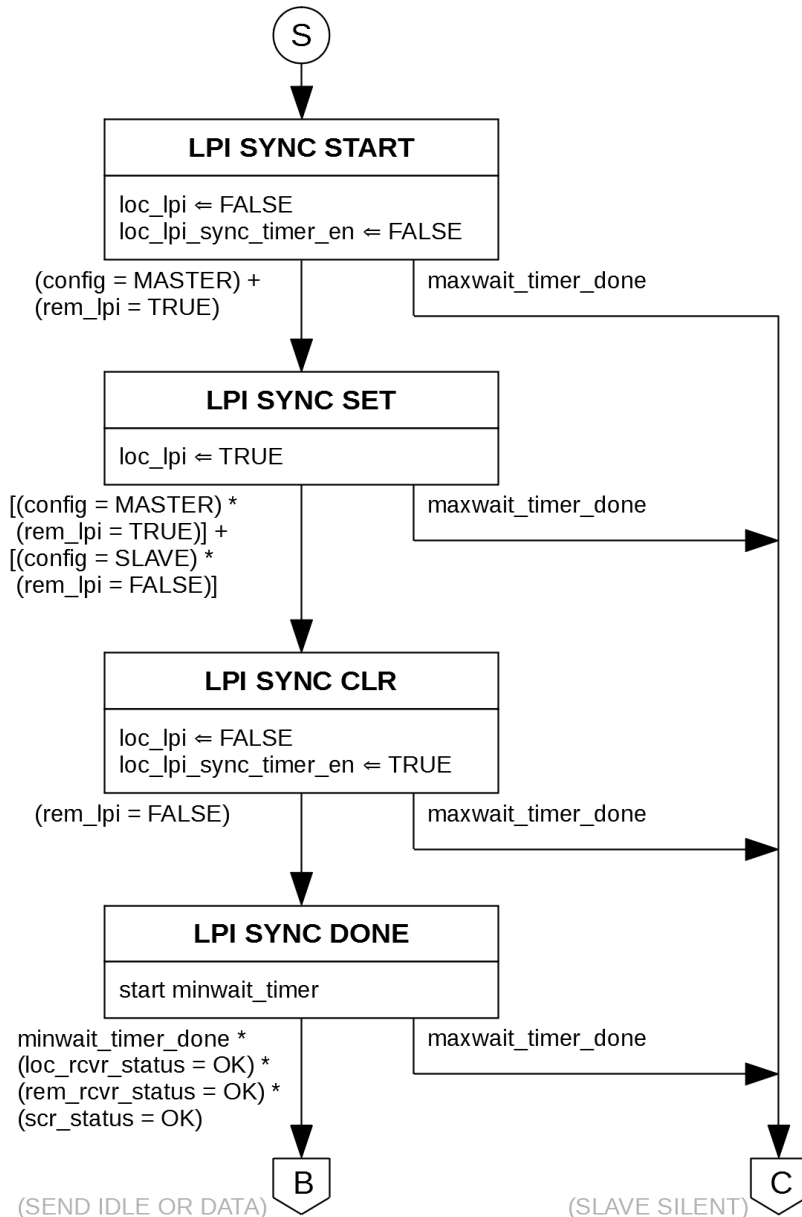 S
LPI SYNC START
loc_lpi ⇐ FALSE
loc_lpi_sync_timer_en ⇐ FALSE
(config = MASTER) +
(rem_lpi = TRUE)
maxwait_timer_done
LPI SYNC SET
loc_lpi ⇐ TRUE
[(config = MASTER) *
(rem_lpi = TRUE)] +
[(config = SLAVE) *
(rem_lpi = FALSE)]
maxwait_timer_done
LPI SYNC CLR
loc_lpi ⇐ FALSE
loc_lpi_sync_timer_en ⇐ TRUE
(rem_lpi = FALSE)
maxwait_timer_done
LPI SYNC DONE
start minwait_timer
minwait_timer_done *
(loc_rcvr_status = OK) *
(rem_rcvr_status = OK) *
(scr_status = OK)
maxwait_timer_done
B
C
(SEND IDLE OR DATA)
(SLAVE SILENT)